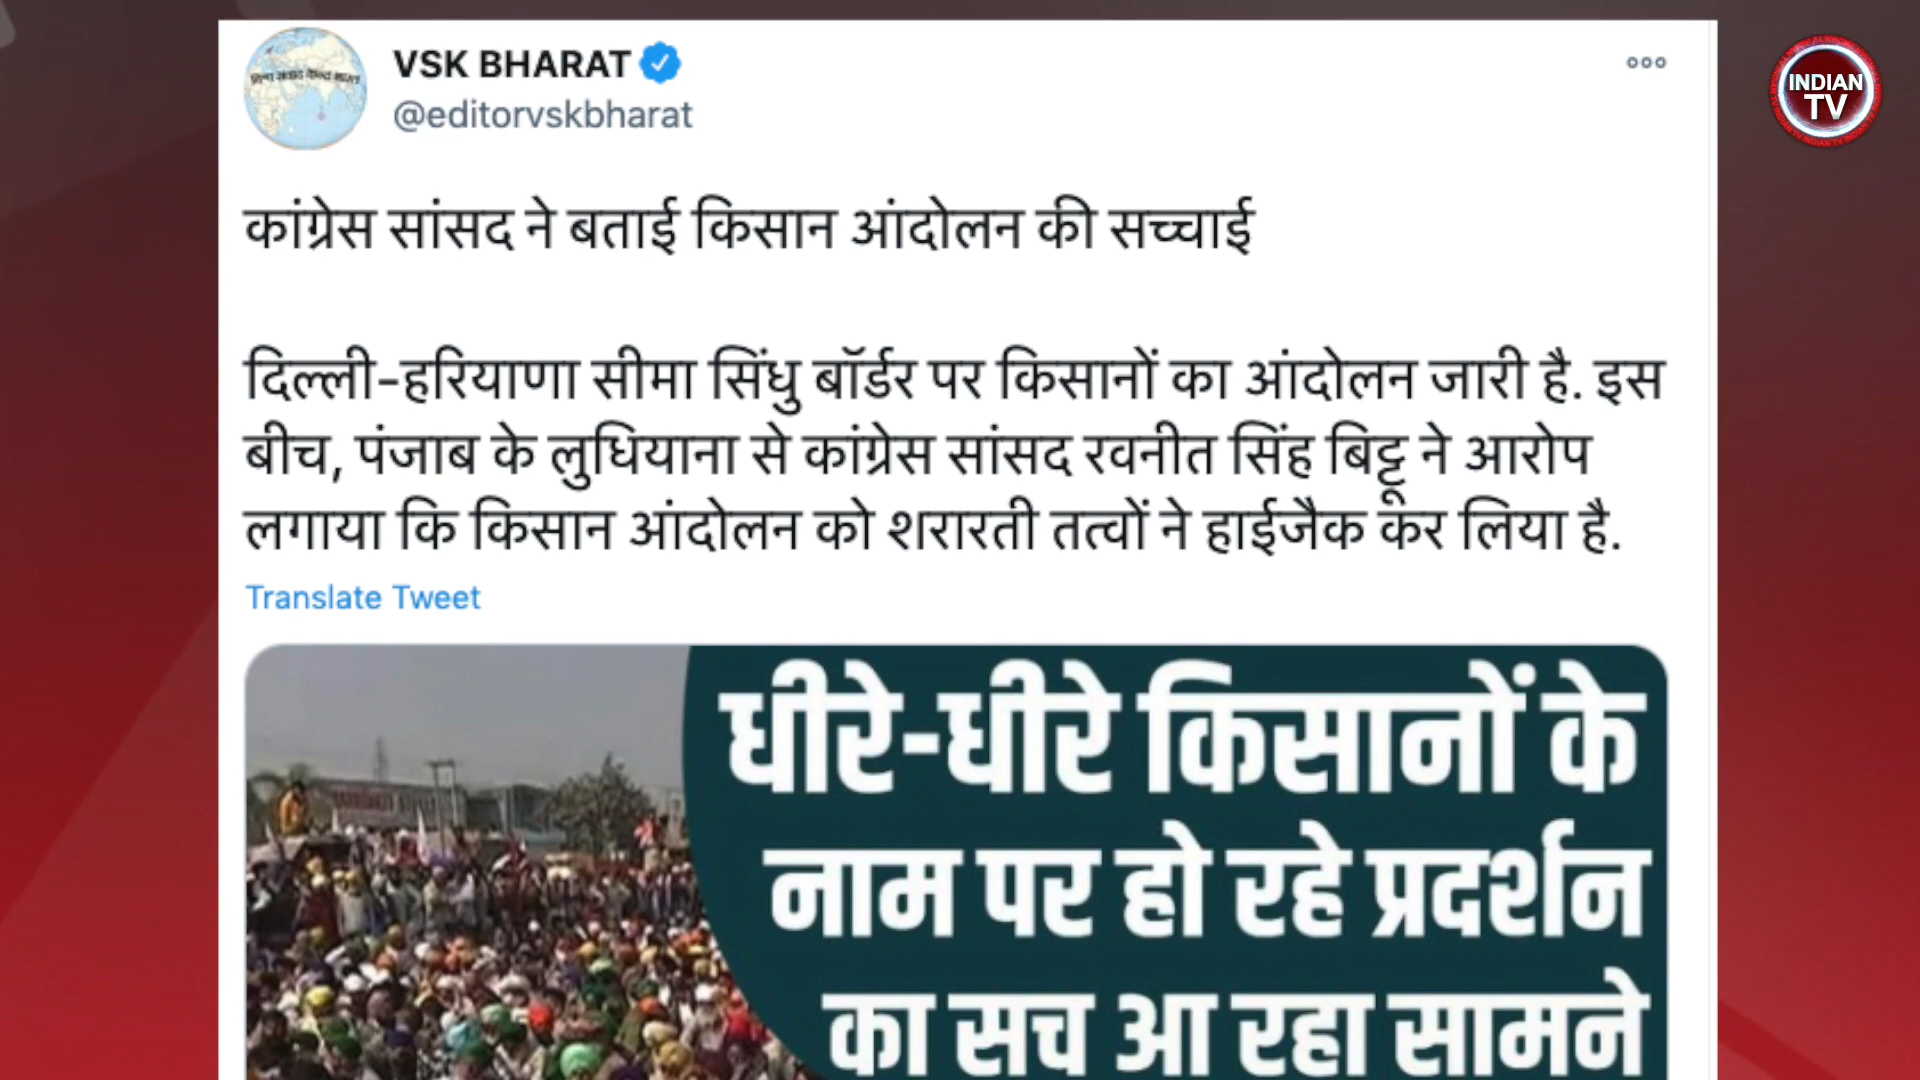 VSK BHARAT
@editorvskbharat
INDIAN
TV
कांग्रेस सांसद ने बताई किसान आंदोलन की सच्चाई
दिल्ली-हरियाणा सीमा सिंधु बॉर्डर पर किसानों का आंदोलन जारी है. इस
बीच, पंजाब के लुधियाना से कांग्रेस सांसद रवनीत सिंह बिट्टू ने आरोप
लगाया कि किसान आंदोलन को शरारती तत्वों ने हाईजैक कर लिया है.
Translate Tweet
धीरे-धीरे किसानों के
नाम पर हो रहे प्रदर्शन
का सच आ रहा सामने